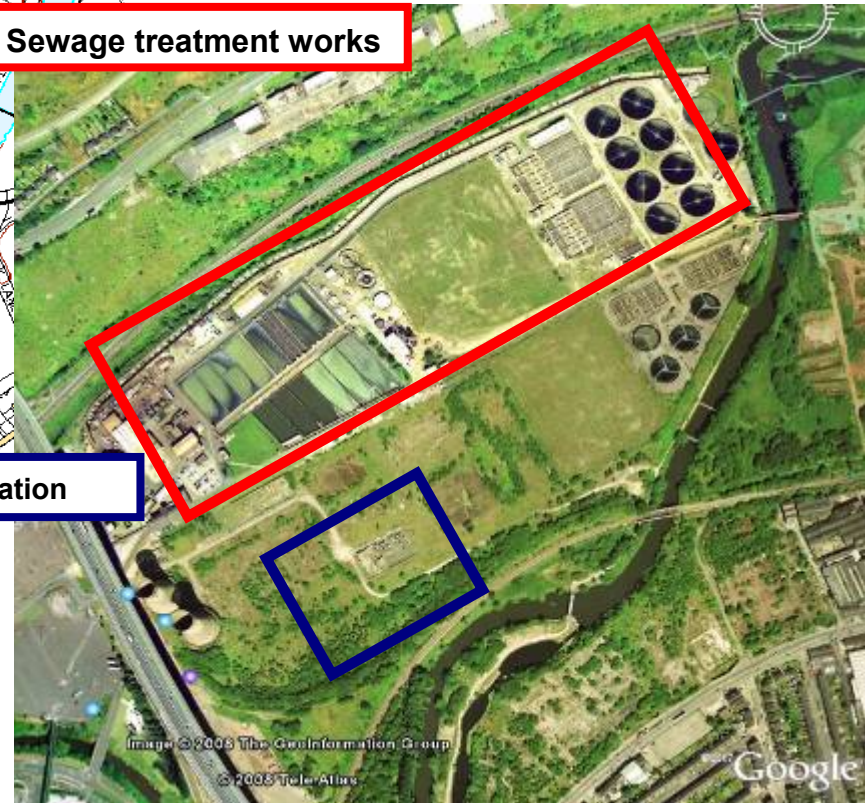 Sewage treatment works
ation
Image © 2008 The GeoInformation Group
© 2008 Tele Atlas
Google